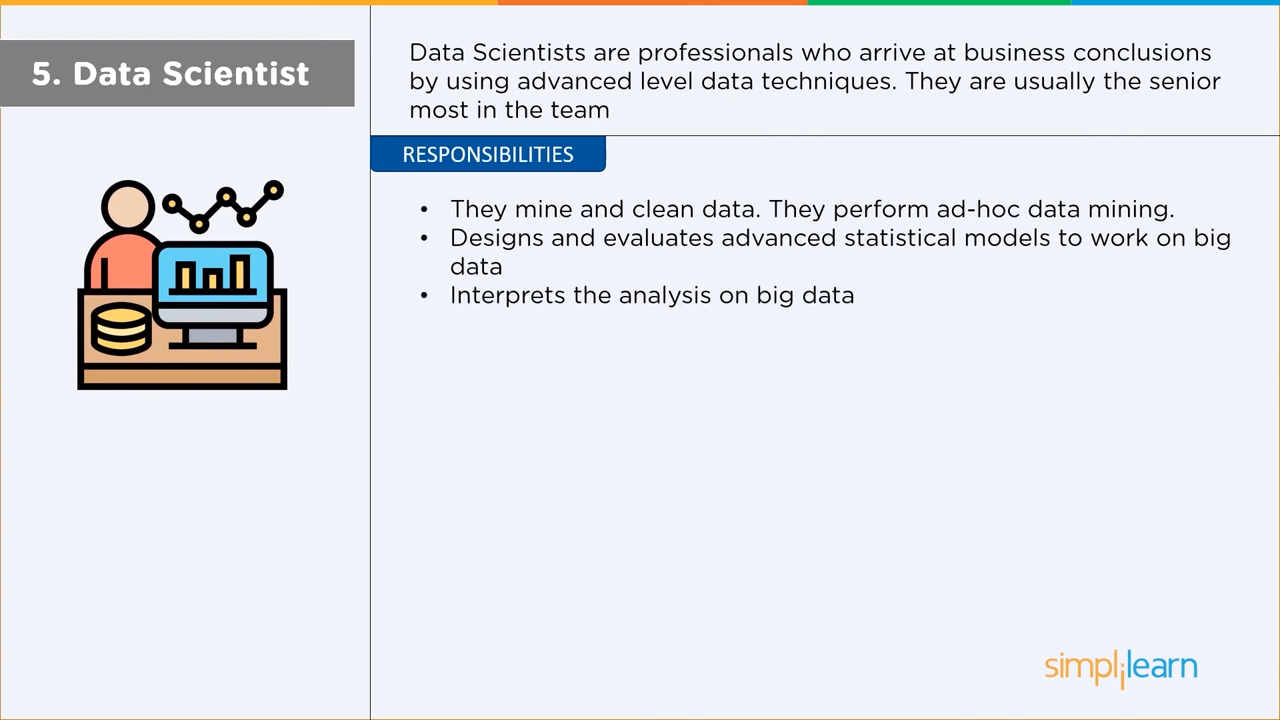 5. Data Scientist
Data Scientists are professionals who arrive at business conclusions
by using advanced level data techniques. They are usually the senior
most in the team
RESPONSIBILITIES
• They mine and clean data. They perform ad-hoc data mining.
• Designs and evaluates advanced statistical models to work on big
data
• Interprets the analysis on big data
simplilearn